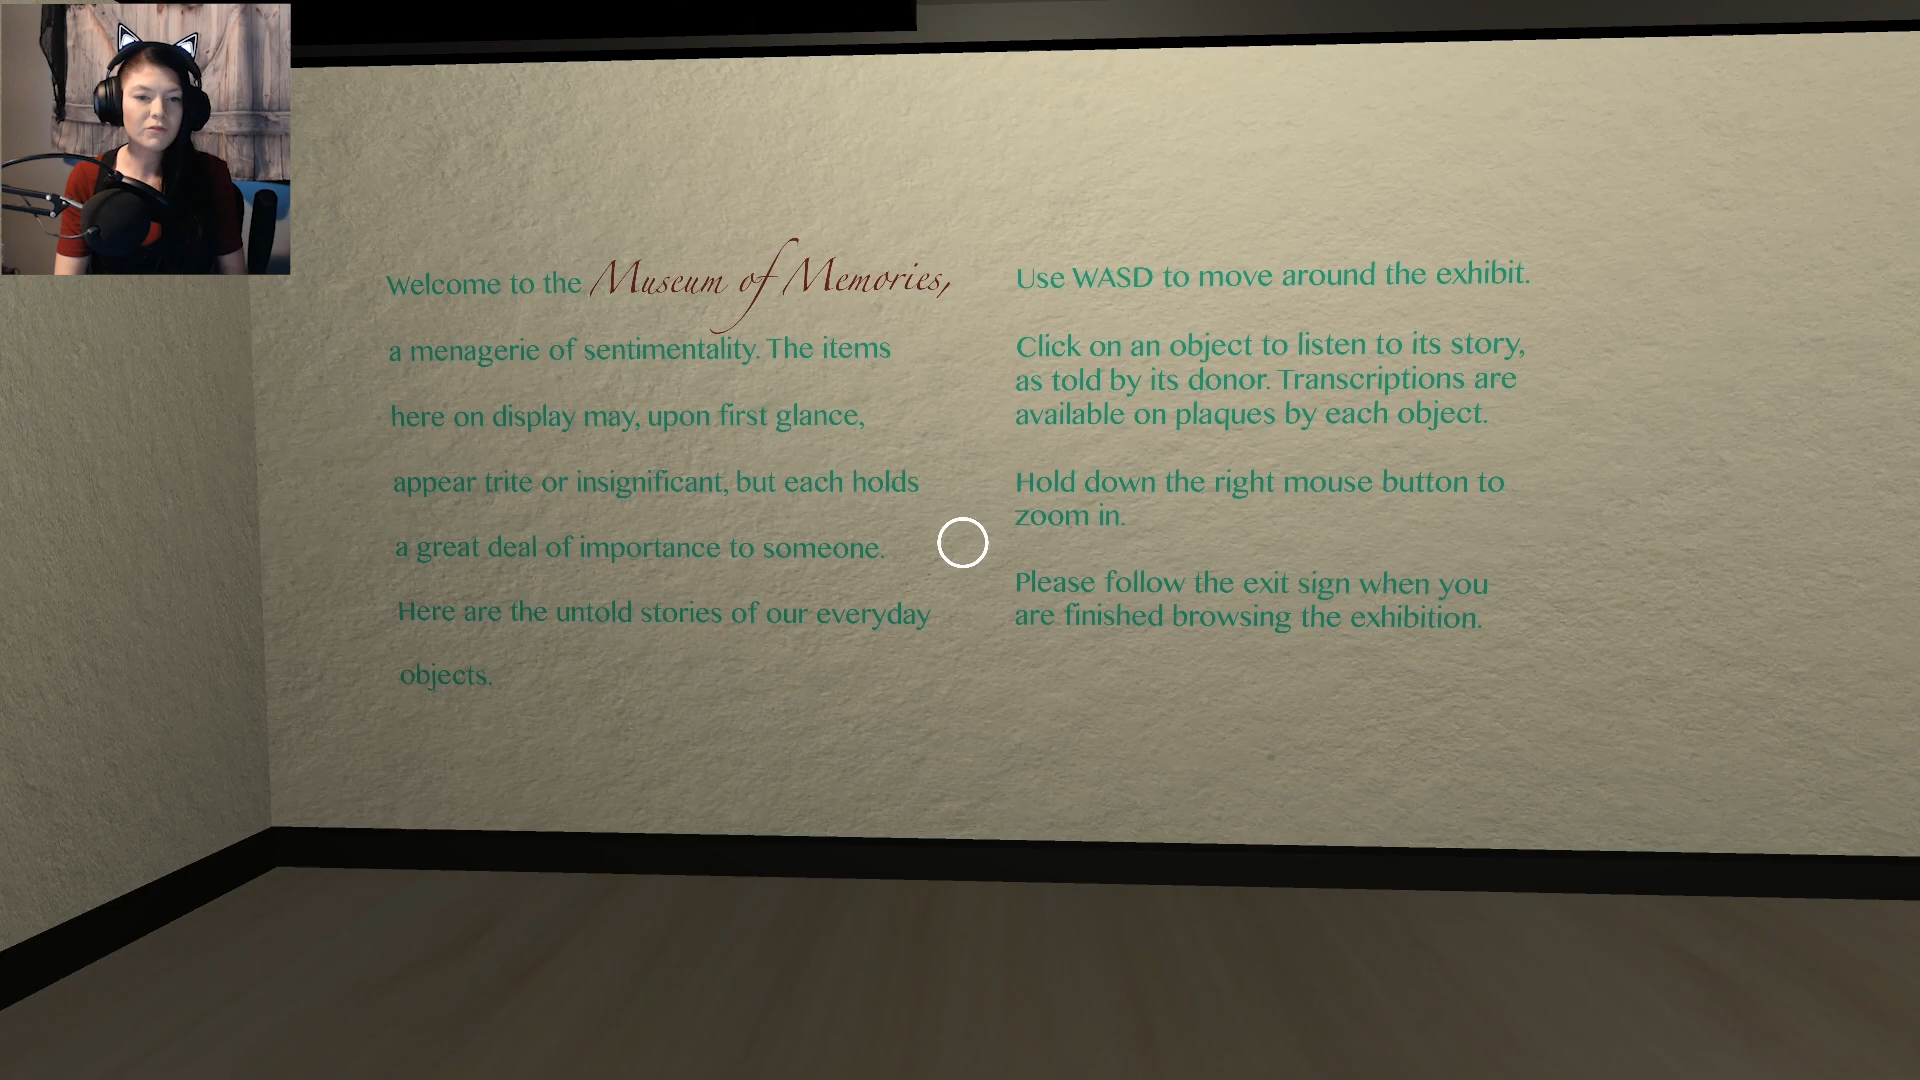 Welcome to the Museum of Memories,
a menagerie of sentimentality. The items
here on display may, upon first glance,
appear trite or insignificant, but each holds
a great deal of importance to someone.
Here are the untold stories of our everyday
objects.
Use WASD to move around the exhibit.
Click on an object to listen to its story,
as told by its donor. Transcriptions are
available on plaques by each object.
Hold down the right mouse button to
zoom in.
Please follow the exit sign when you
are finished browsing the exhibition.